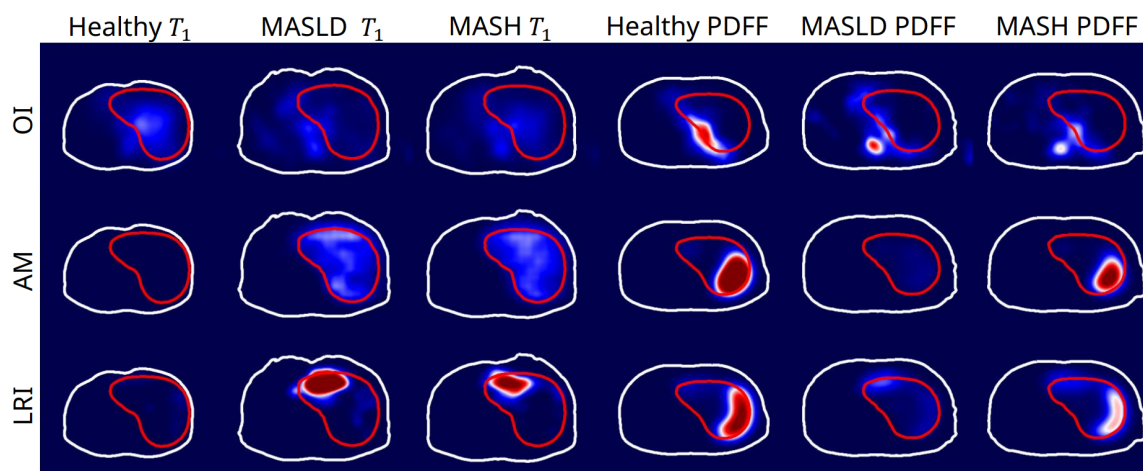 Healthy T₁ MASLD T₁ MASH T₁ Healthy PDFF MASLD PDFF MASH PDFF
OI
AM
LRI